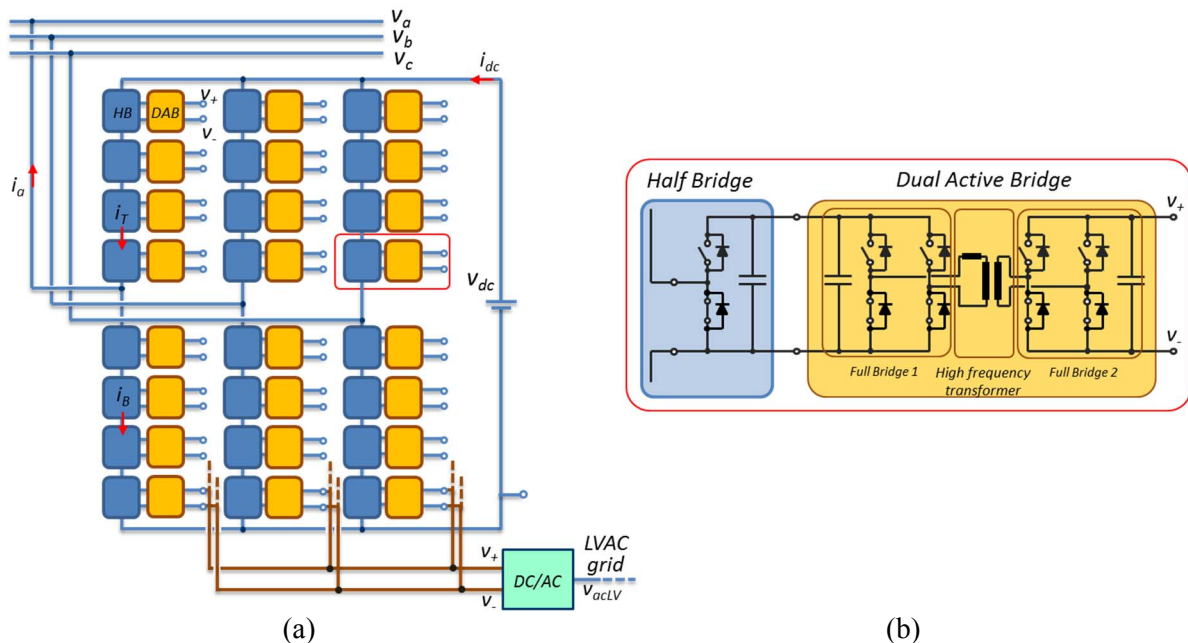 v_a
v_b
v_c
i_dc
HB DAB v_+
v_-
i_a
i_T
v_dc
i_B
v_+
v_-
DC/AC
LVAC
grid
v_acLV
(a)
Half Bridge Dual Active Bridge
v_+
v_-
Full Bridge 1 High frequency transformer Full Bridge 2
(b)